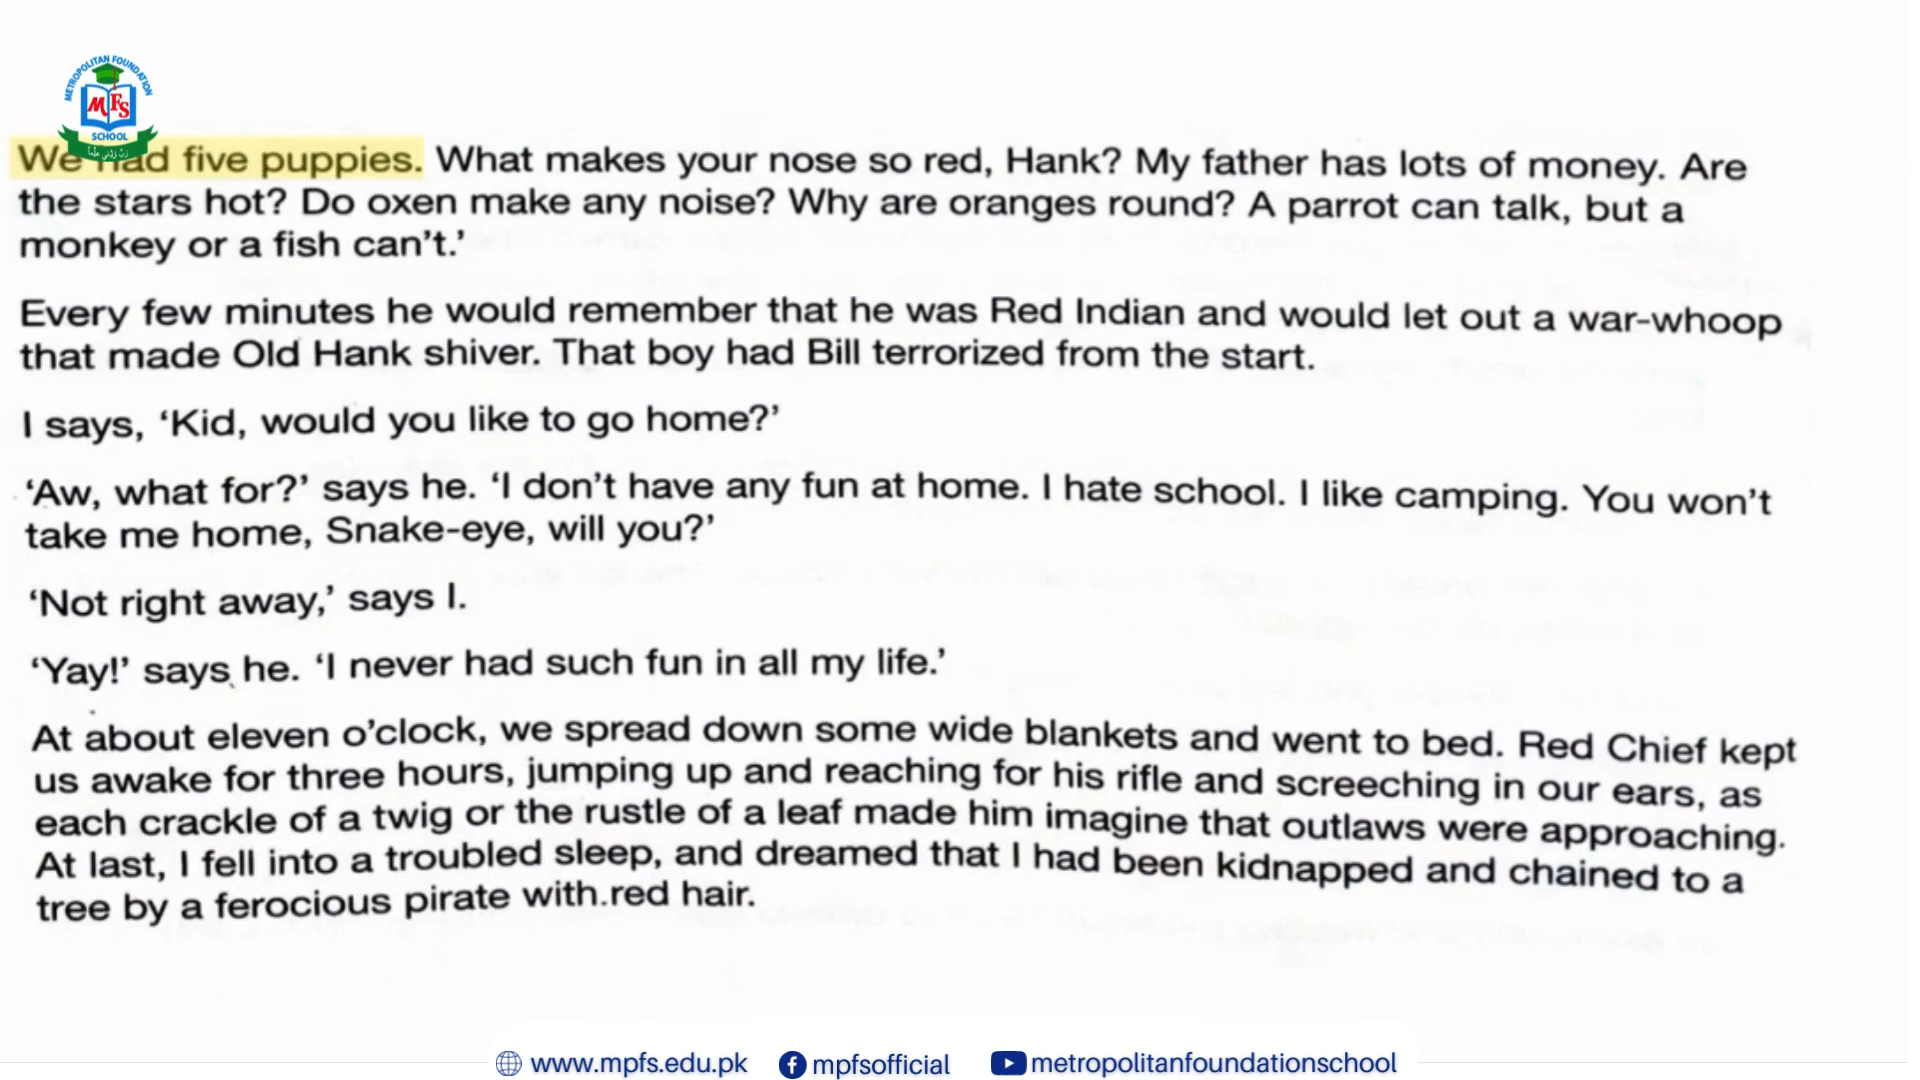 METROPOLITAN FOUNDATION
MFS
SCHOOL
We had five puppies. What makes your nose so red, Hank? My father has lots of money. Are
the stars hot? Do oxen make any noise? Why are oranges round? A parrot can talk, but a
monkey or a fish can’t.’
Every few minutes he would remember that he was Red Indian and would let out a war-whoop
that made Old Hank shiver. That boy had Bill terrorized from the start.
I says, ‘Kid, would you like to go home?’
‘Aw, what for?’ says he. ‘I don’t have any fun at home. I hate school. I like camping. You won’t
take me home, Snake-eye, will you?’
‘Not right away,’ says I.
‘Yay!’ says he. ‘I never had such fun in all my life.’
At about eleven o’clock, we spread down some wide blankets and went to bed. Red Chief kept
us awake for three hours, jumping up and reaching for his rifle and screeching in our ears, as
each crackle of a twig or the rustle of a leaf made him imagine that outlaws were approaching.
At last, I fell into a troubled sleep, and dreamed that I had been kidnapped and chained to a
tree by a ferocious pirate with.red hair.
www.mpfs.edu.pk mpfsofficial metropolitanfoundationschool